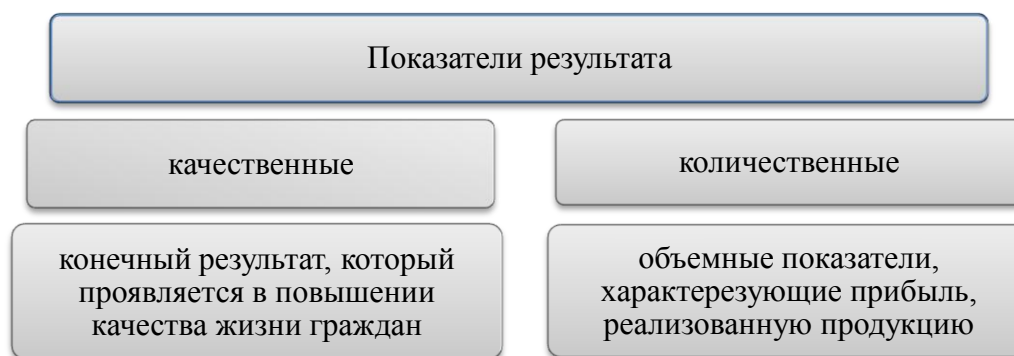 Показатели результата
качественные
количественные
конечный результат, который
проявляется в повышении
качества жизни граждан
объемные показатели,
характерезующие прибыль,
реализованную продукцию